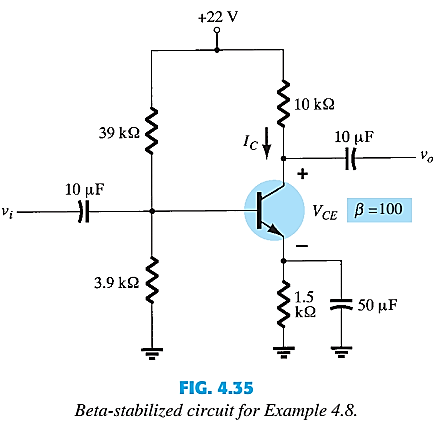 +22 V
10 kΩ
39 kΩ
I_C
10 μF
v_o
+
10 μF
v_i
V_CE
β = 100
–
3.9 kΩ
1.5
kΩ
50 μF
FIG. 4.35
Beta-stabilized circuit for Example 4.8.